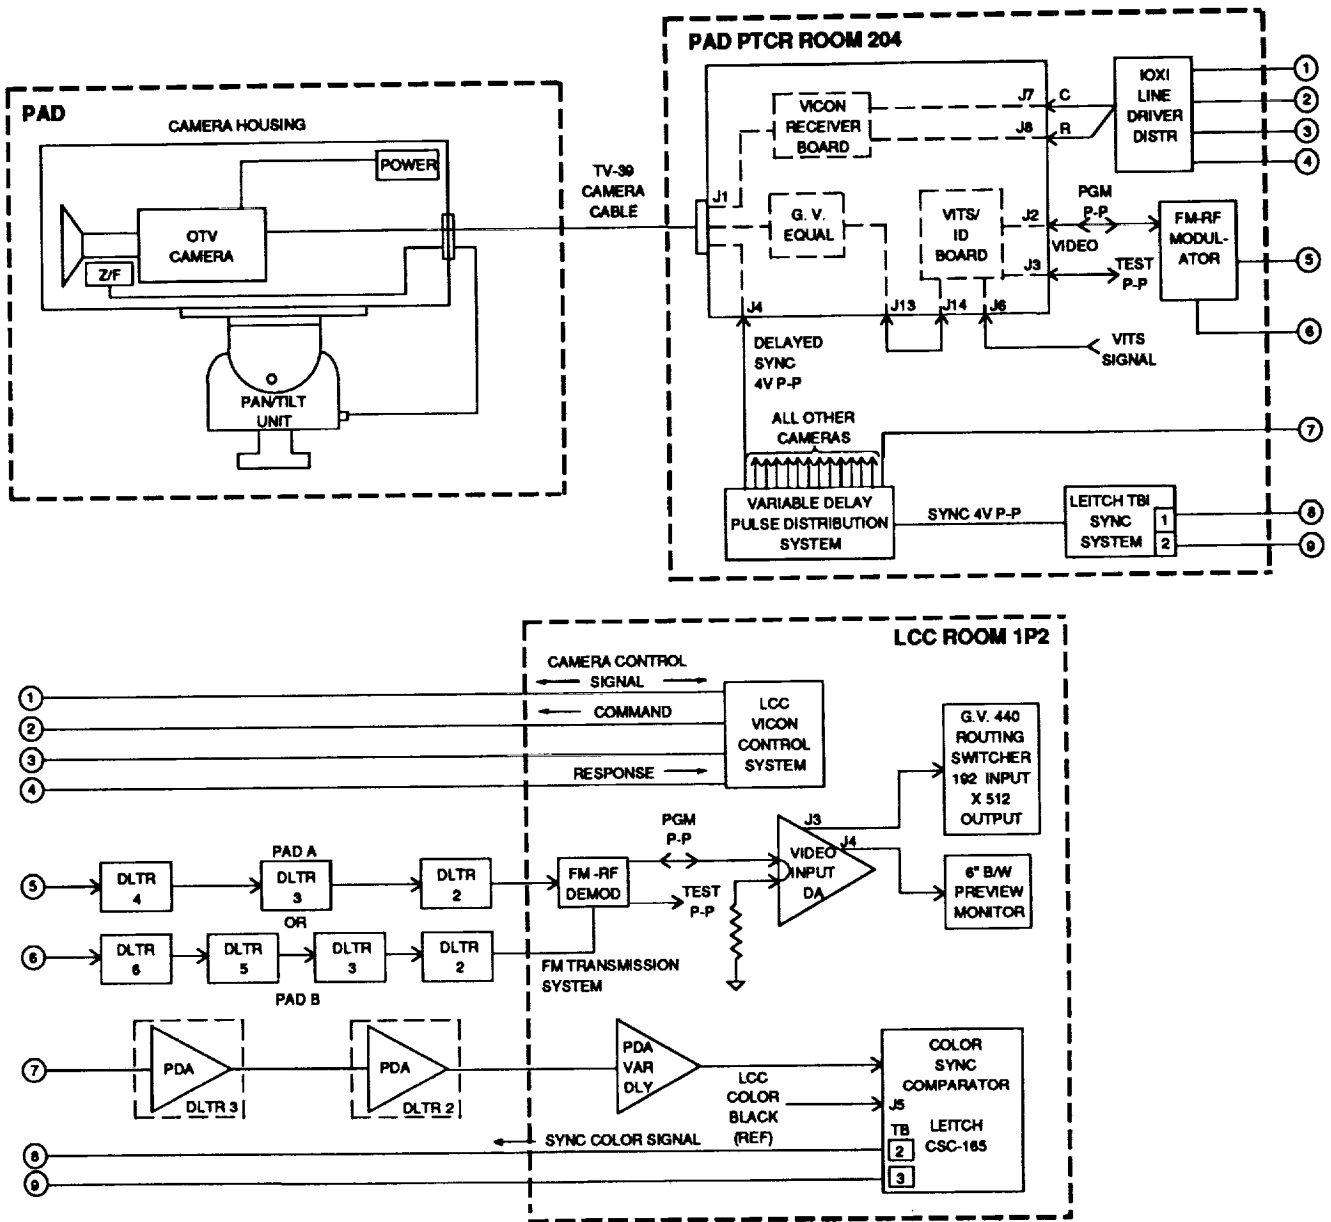 PAD PTCR ROOM 204
PAD
CAMERA HOUSING
POWER
OTV
CAMERA
Z/F
PAN/TILT
UNIT
TV-39
CAMERA
CABLE
J1
VICON
RECEIVER
BOARD
J7
C
J8
R
IOXI
LINE
DRIVER
DISTR
1
2
3
4
G. V.
EQUAL
VITS/
ID
BOARD
J2
J3
PGM
P-P
VIDEO
TEST
P-P
FM-RF
MODUL-
ATOR
5
6
J4
J13
J14
J6
DELAYED
SYNC
4V P-P
VITS
SIGNAL
ALL OTHER
CAMERAS
7
VARIABLE DELAY
PULSE DISTRIBUTION
SYSTEM
SYNC 4V P-P
LEITCH TBI
SYNC
SYSTEM
1
2
8
9
LCC ROOM 1P2
CAMERA CONTROL
SIGNAL
COMMAND
RESPONSE
1
2
3
4
LCC
VICON
CONTROL
SYSTEM
G.V. 440
ROUTING
SWITCHER
192 INPUT
X 512
OUTPUT
PAD A
5
DLTR
4
DLTR
3
DLTR
2
OR
6
DLTR
6
DLTR
5
DLTR
3
DLTR
2
PAD B
FM-RF
DEMOD
PGM
P-P
TEST
P-P
FM TRANSMISSION
SYSTEM
J3
J4
VIDEO
INPUT
DA
6" B/W
PREVIEW
MONITOR
7
PDA
DLTR 3
PDA
DLTR 2
PDA
VAR
DLY
LCC
COLOR
BLACK
(REF)
COLOR
SYNC
COMPARATOR
J5
LEITCH
CSC-165
TB
2
3
SYNC COLOR SIGNAL
8
9